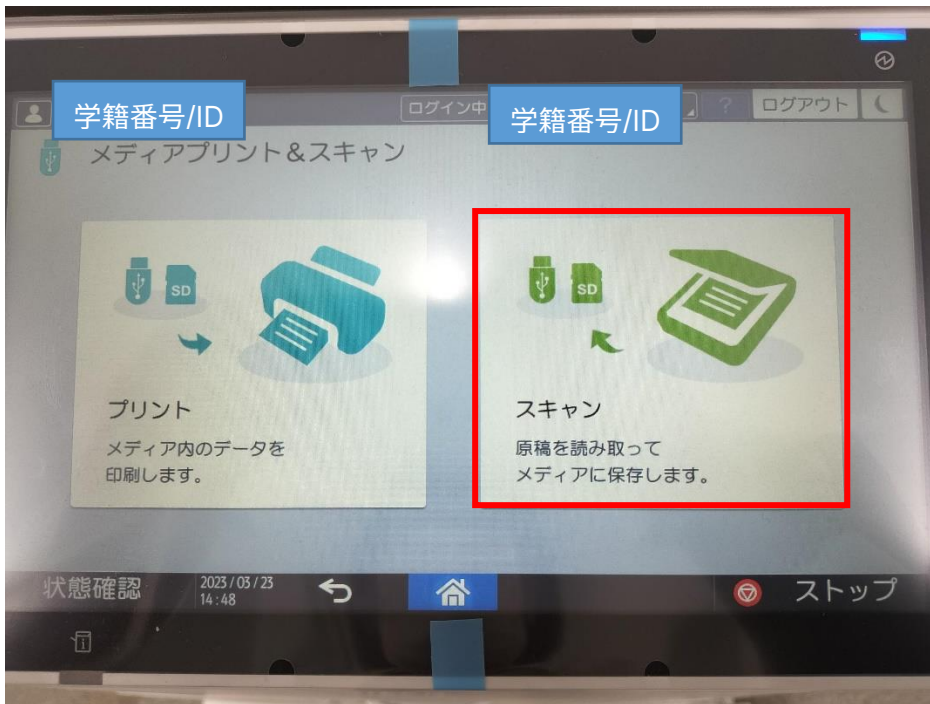 学籍番号/ID
ログイン中
学籍番号/ID
?
ログアウト
メディアプリント&スキャン
SD
プリント
メディア内のデータを
印刷します。
SD
スキャン
原稿を読み取って
メディアに保存します。
状態確認
2023/03/23
14:48
ストップ